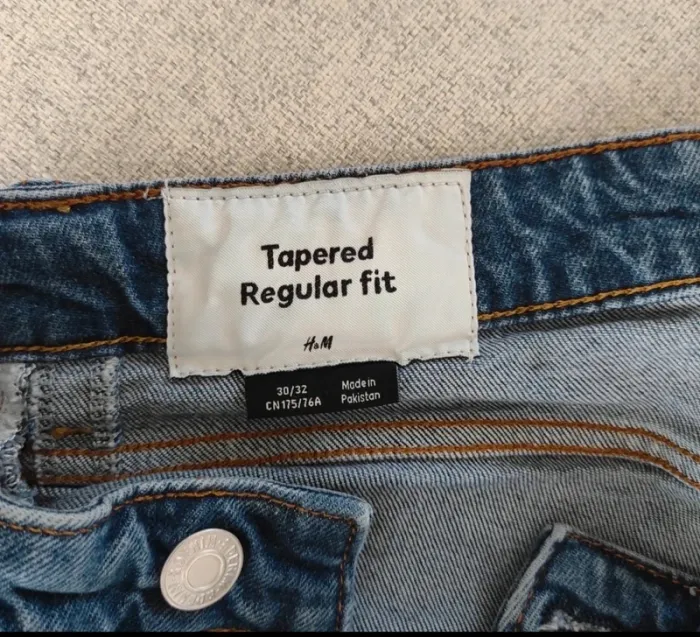 Tapered
Regular fit
H&M
30/32
CN175/76A
Made in
Pakistan